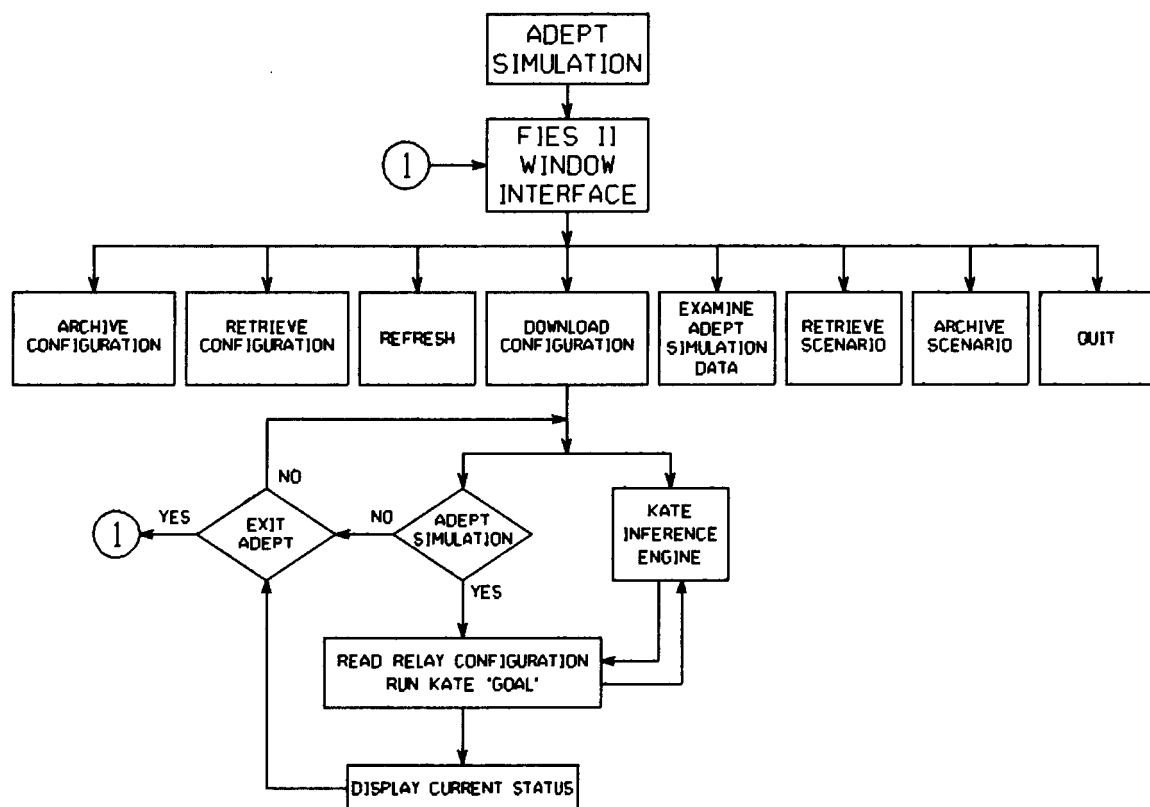 ADEPT
SIMULATION
FIES II
WINDOW
INTERFACE
1
ARCHIVE
CONFIGURATION
RETRIEVE
CONFIGURATION
REFRESH
DOWNLOAD
CONFIGURATION
EXAMINE
ADEPT
SIMULATION
DATA
RETRIEVE
SCENARIO
ARCHIVE
SCENARIO
QUIT
NO
YES
1
EXIT
ADEPT
NO
ADEPT
SIMULATION
YES
KATE
INFERENCE
ENGINE
READ RELAY CONFIGURATION
RUN KATE 'GOAL'
DISPLAY CURRENT STATUS